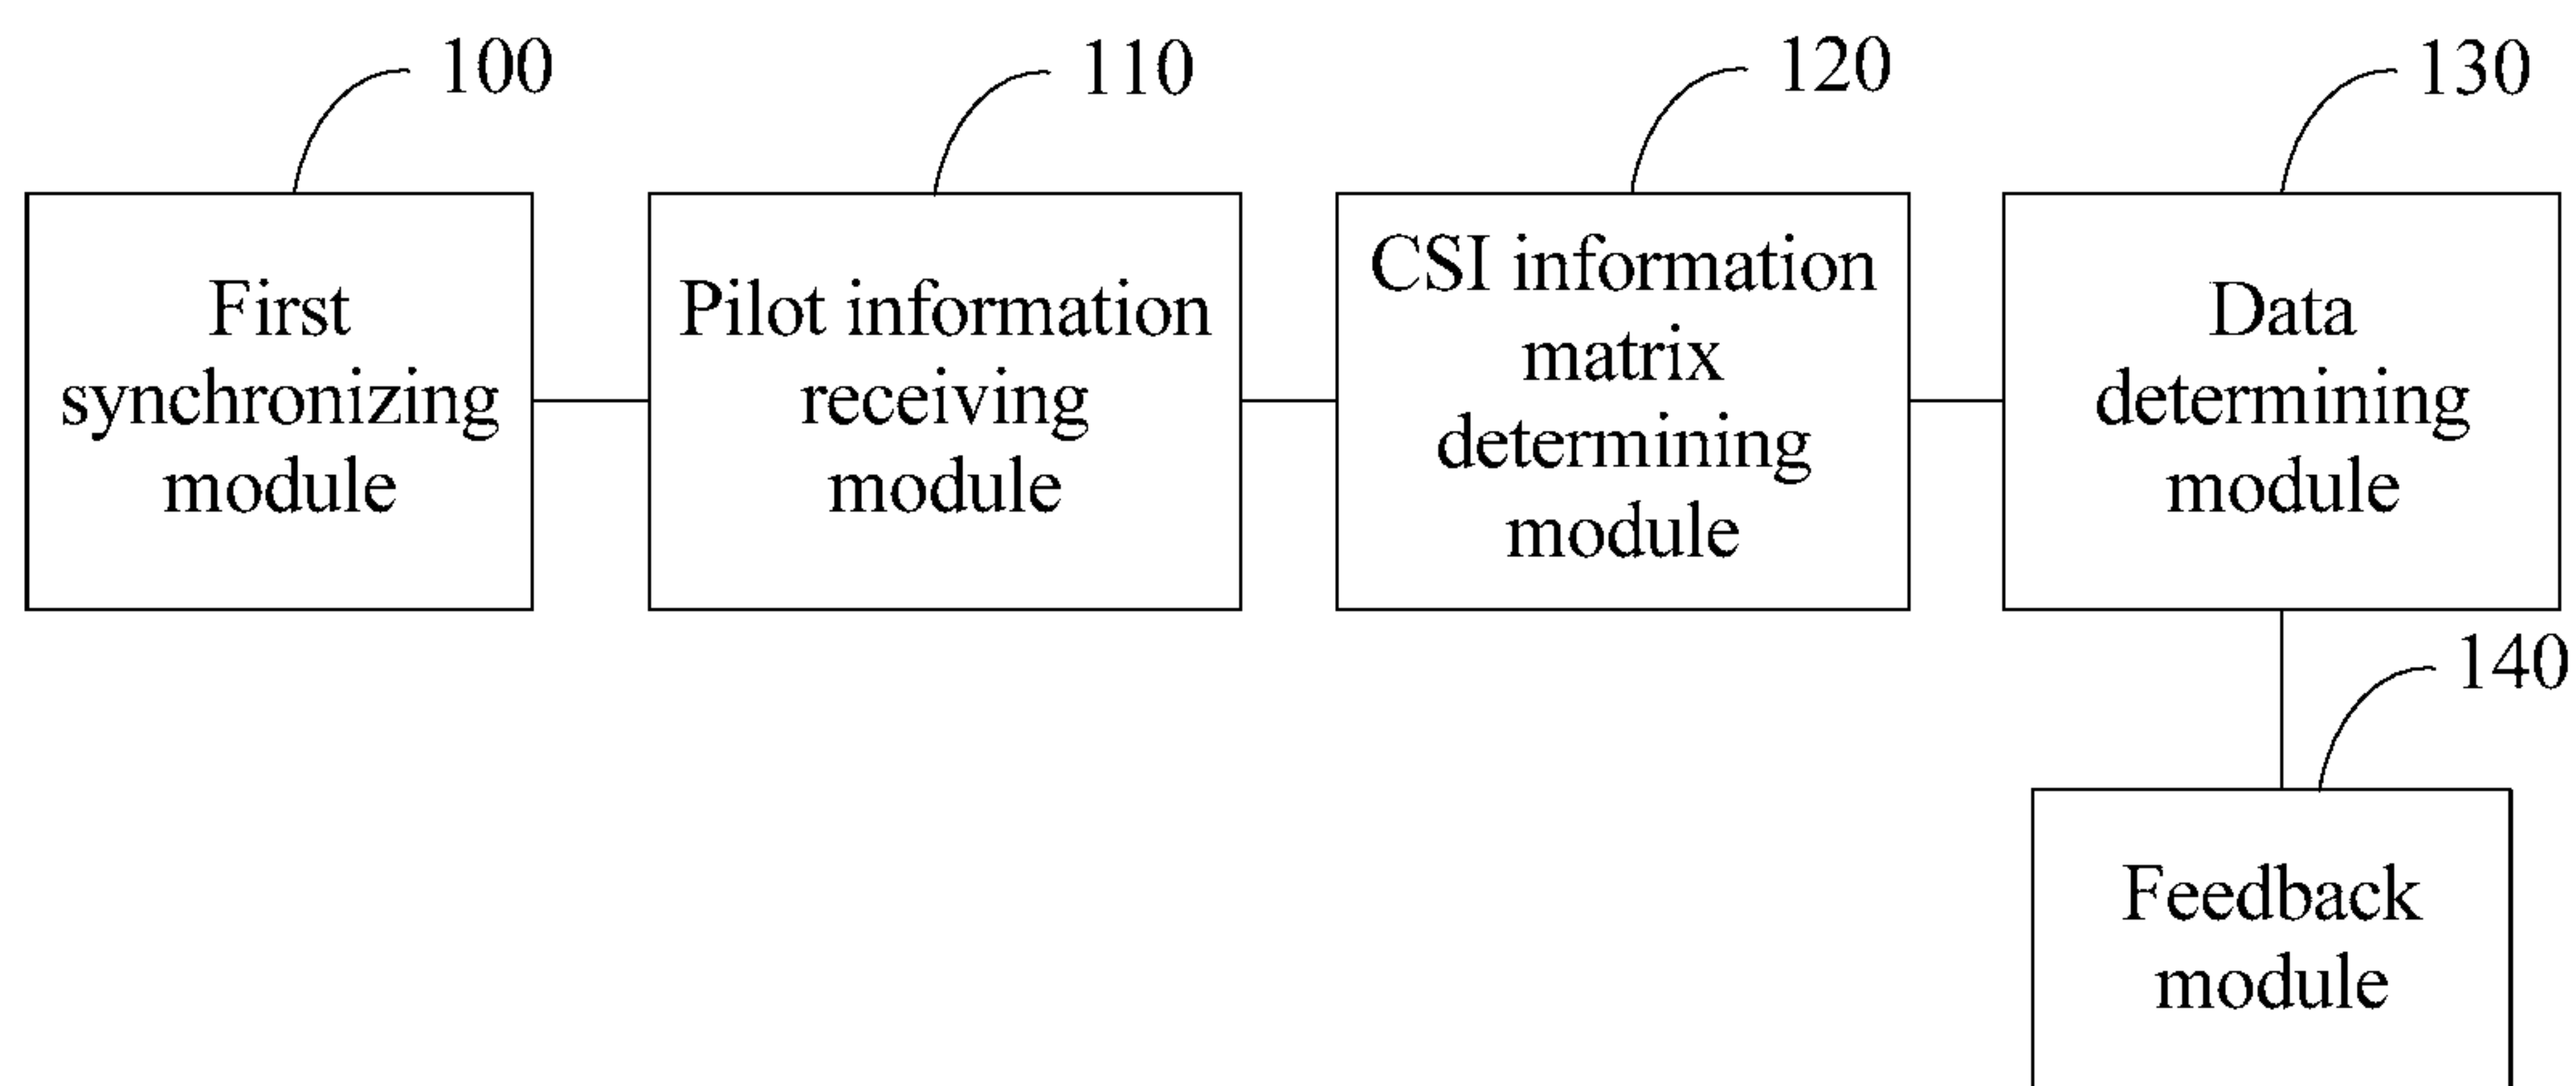 100
110
120
130
First
synchronizing
module
Pilot information
receiving
module
CSI information
matrix
determining
module
Data
determining
module
140
Feedback
module